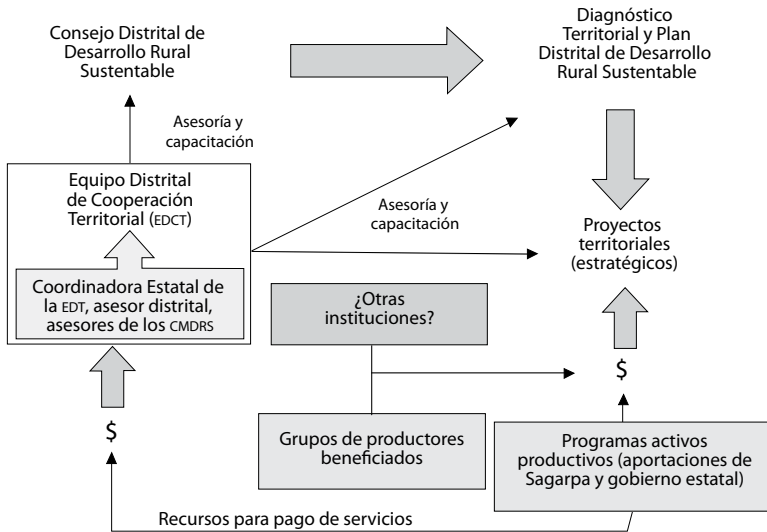 Consejo Distrital de
Desarrollo Rural
Sustentable
Diagnóstico
Territorial y Plan
Distrital de Desarrollo
Rural Sustentable
Asesoría y
capacitación
Equipo Distrital
de Cooperación
Territorial (EDCT)
Asesoría y
capacitación
Proyectos
territoriales
(estratégicos)
Coordinadora Estatal de
la EDT, asesor distrital,
asesores de los CMDRS
¿Otras
instituciones?
$
$
Grupos de productores
beneficiados
Programas activos
productivos (aportaciones de
Sagarpa y gobierno estatal)
Recursos para pago de servicios